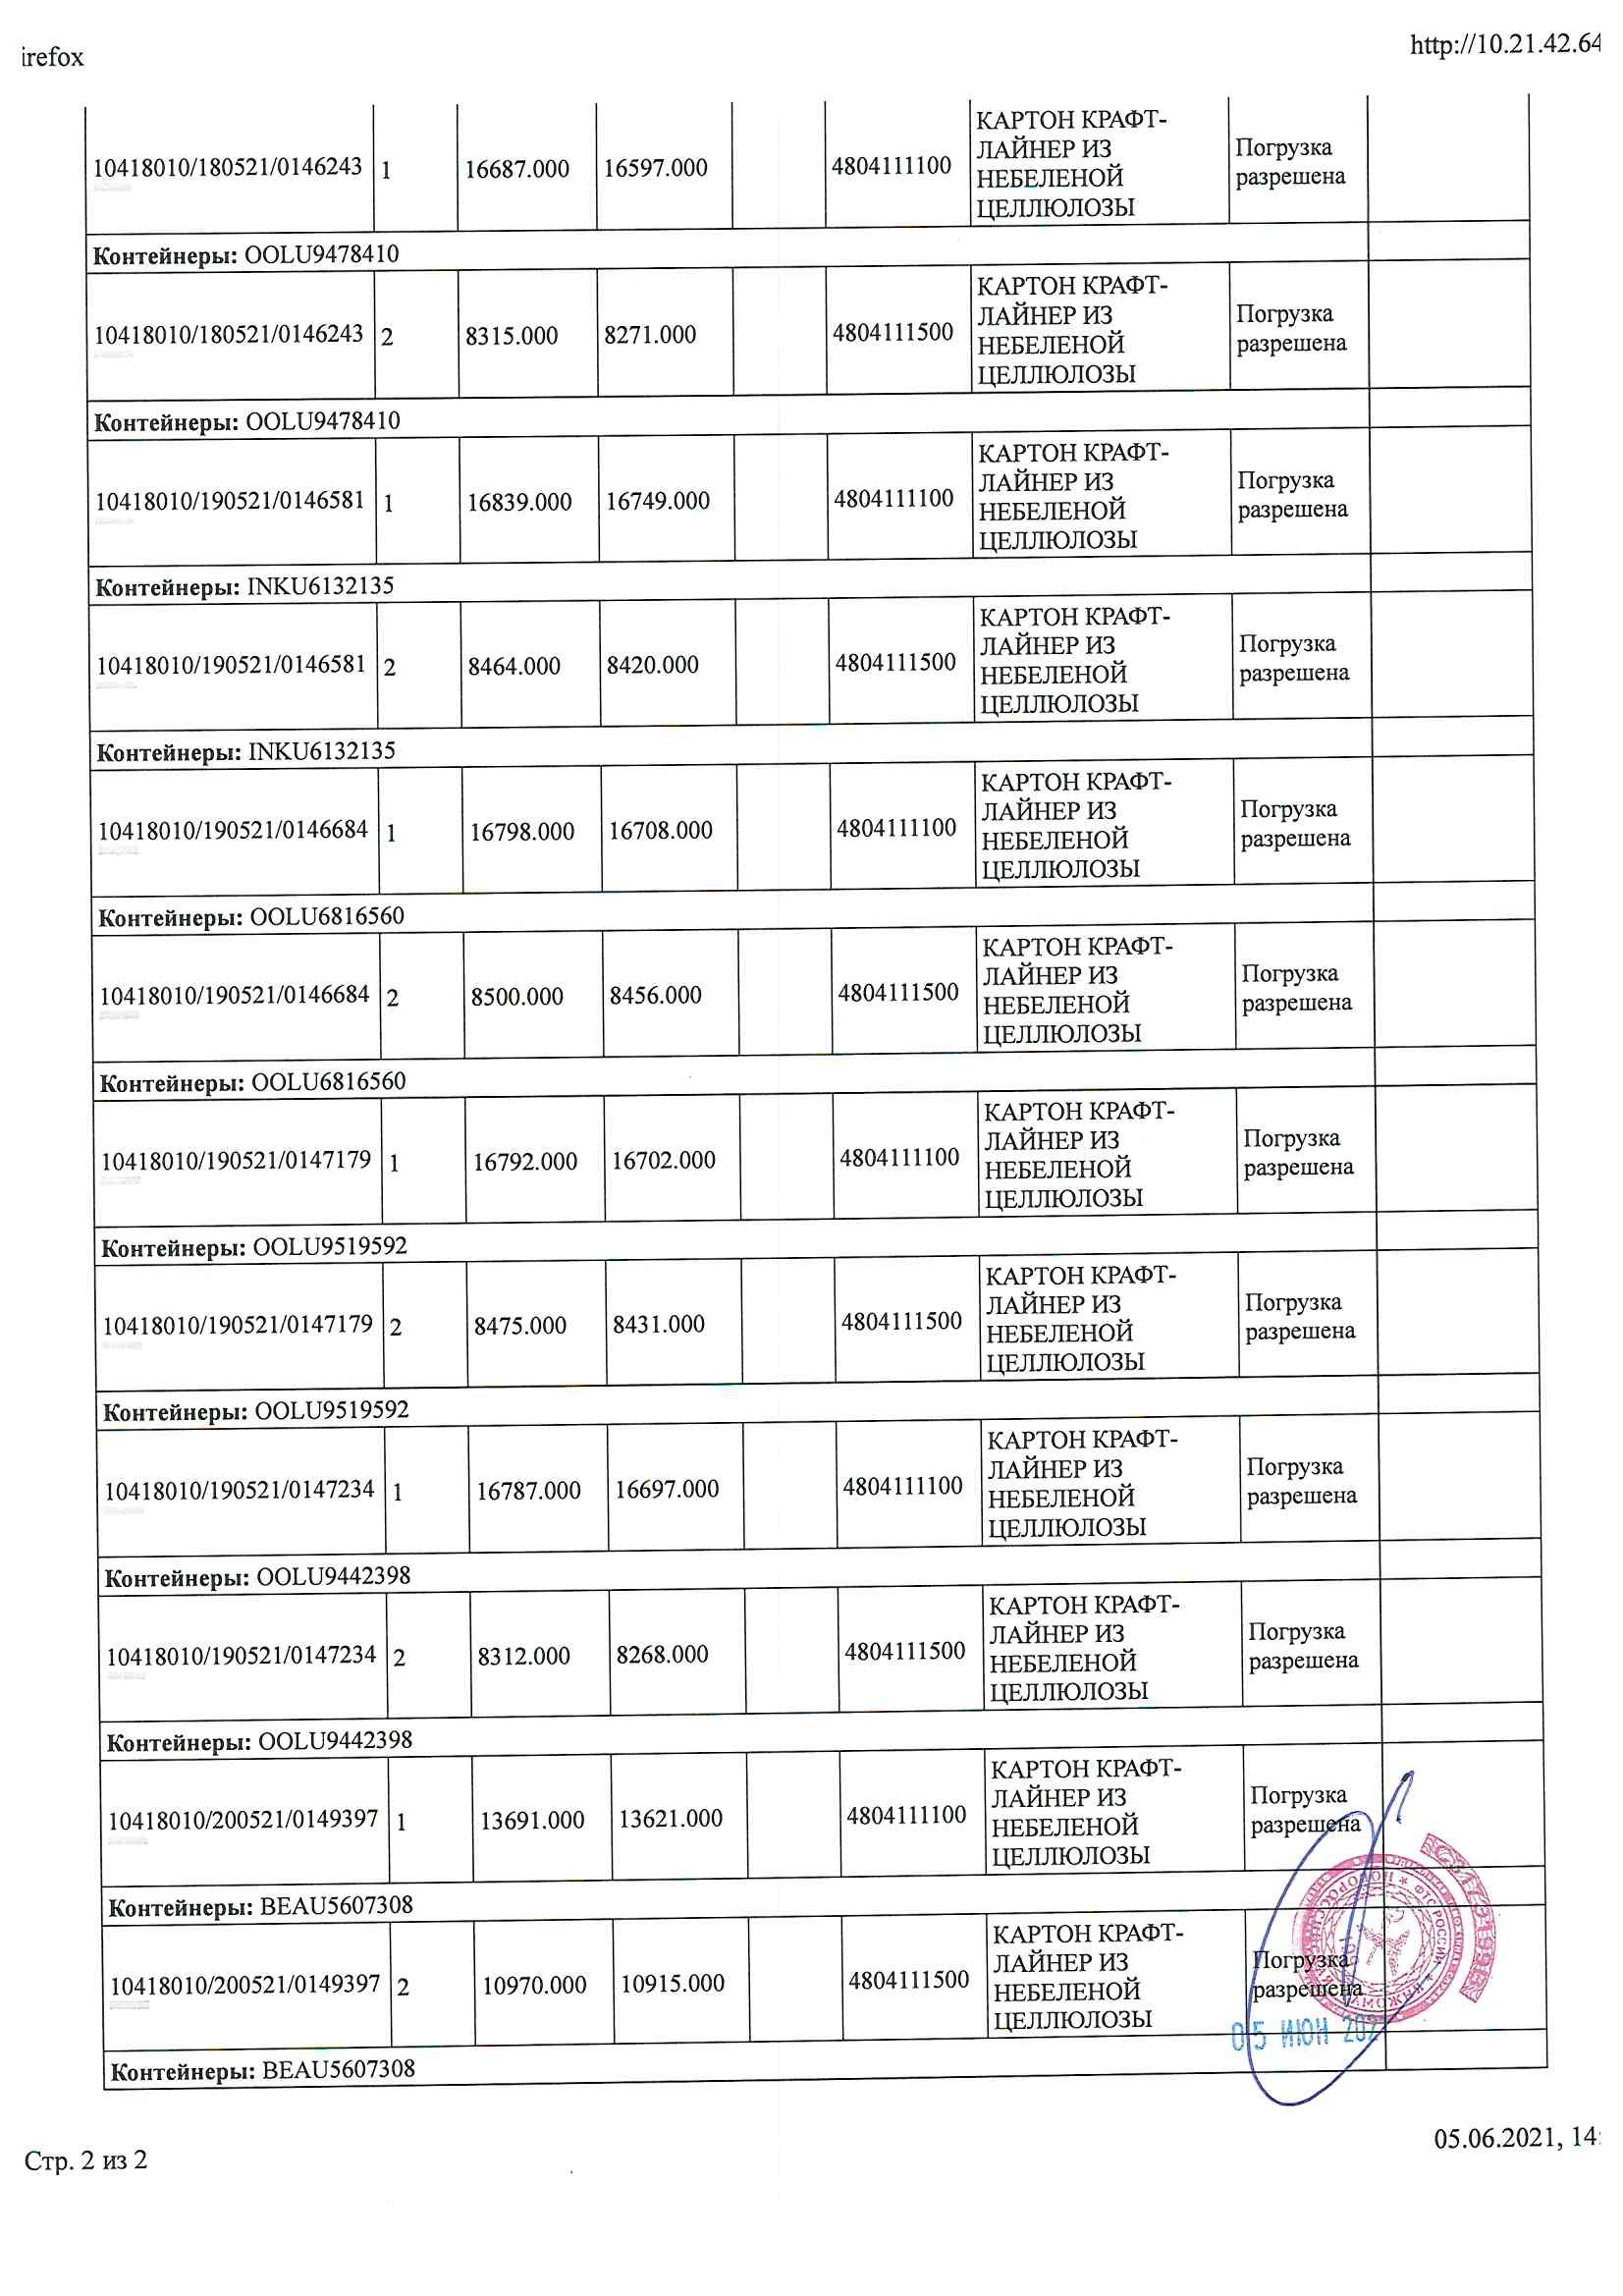 irefox
http://10.21.42.64
10418010/180521/0146243 1 16687.000 16597.000 4804111100 КАРТОН КРАФТ-
ЛАЙНЕР ИЗ
НЕБЕЛЕНОЙ
ЦЕЛЛЮЛОЗЫ
Погрузка
разрешена
Контейнеры: OOLU9478410
10418010/180521/0146243 2 8315.000 8271.000 4804111500 КАРТОН КРАФТ-
ЛАЙНЕР ИЗ
НЕБЕЛЕНОЙ
ЦЕЛЛЮЛОЗЫ
Погрузка
разрешена
Контейнеры: OOLU9478410
10418010/190521/0146581 1 16839.000 16749.000 4804111100 КАРТОН КРАФТ-
ЛАЙНЕР ИЗ
НЕБЕЛЕНОЙ
ЦЕЛЛЮЛОЗЫ
Погрузка
разрешена
Контейнеры: INKU6132135
10418010/190521/0146581 2 8464.000 8420.000 4804111500 КАРТОН КРАФТ-
ЛАЙНЕР ИЗ
НЕБЕЛЕНОЙ
ЦЕЛЛЮЛОЗЫ
Погрузка
разрешена
Контейнеры: INKU6132135
10418010/190521/0146684 1 16798.000 16708.000 4804111100 КАРТОН КРАФТ-
ЛАЙНЕР ИЗ
НЕБЕЛЕНОЙ
ЦЕЛЛЮЛОЗЫ
Погрузка
разрешена
Контейнеры: OOLU6816560
10418010/190521/0146684 2 8500.000 8456.000 4804111500 КАРТОН КРАФТ-
ЛАЙНЕР ИЗ
НЕБЕЛЕНОЙ
ЦЕЛЛЮЛОЗЫ
Погрузка
разрешена
Контейнеры: OOLU6816560
10418010/190521/0147179 1 16792.000 16702.000 4804111100 КАРТОН КРАФТ-
ЛАЙНЕР ИЗ
НЕБЕЛЕНОЙ
ЦЕЛЛЮЛОЗЫ
Погрузка
разрешена
Контейнеры: OOLU9519592
10418010/190521/0147179 2 8475.000 8431.000 4804111500 КАРТОН КРАФТ-
ЛАЙНЕР ИЗ
НЕБЕЛЕНОЙ
ЦЕЛЛЮЛОЗЫ
Погрузка
разрешена
Контейнеры: OOLU9519592
10418010/190521/0147234 1 16787.000 16697.000 4804111100 КАРТОН КРАФТ-
ЛАЙНЕР ИЗ
НЕБЕЛЕНОЙ
ЦЕЛЛЮЛОЗЫ
Погрузка
разрешена
Контейнеры: OOLU9442398
10418010/190521/0147234 2 8312.000 8268.000 4804111500 КАРТОН КРАФТ-
ЛАЙНЕР ИЗ
НЕБЕЛЕНОЙ
ЦЕЛЛЮЛОЗЫ
Погрузка
разрешена
Контейнеры: OOLU9442398
10418010/200521/0149397 1 13691.000 13621.000 4804111100 КАРТОН КРАФТ-
ЛАЙНЕР ИЗ
НЕБЕЛЕНОЙ
ЦЕЛЛЮЛОЗЫ
Погрузка
разрешена
Контейнеры: BEAU5607308
10418010/200521/0149397 2 10970.000 10915.000 4804111500 КАРТОН КРАФТ-
ЛАЙНЕР ИЗ
НЕБЕЛЕНОЙ
ЦЕЛЛЮЛОЗЫ
Погрузка
разрешена
ФТС РОССИИ
05 ИЮН
Контейнеры: BEAU5607308
Стр. 2 из 2
05.06.2021, 14: